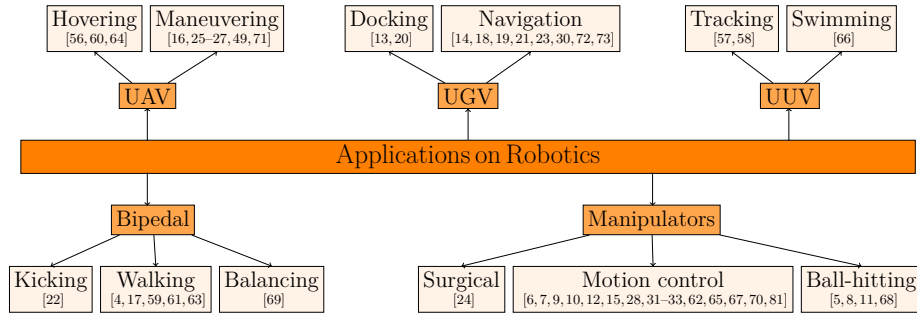 Hovering
[56, 60, 64]
Maneuvering
[16, 25–27, 49, 71]
Docking
[13, 20]
Navigation
[14, 18, 19, 21, 23, 30, 72, 73]
Tracking
[57, 58]
Swimming
[66]
UAV
UGV
UUV
Applications on Robotics
Bipedal
Manipulators
Kicking
[22]
Walking
[4, 17, 59, 61, 63]
Balancing
[69]
Surgical
[24]
Motion control
[6, 7, 9, 10, 12, 15, 28, 31–33, 62, 65, 67, 70, 81]
Ball-hitting
[5, 8, 11, 68]